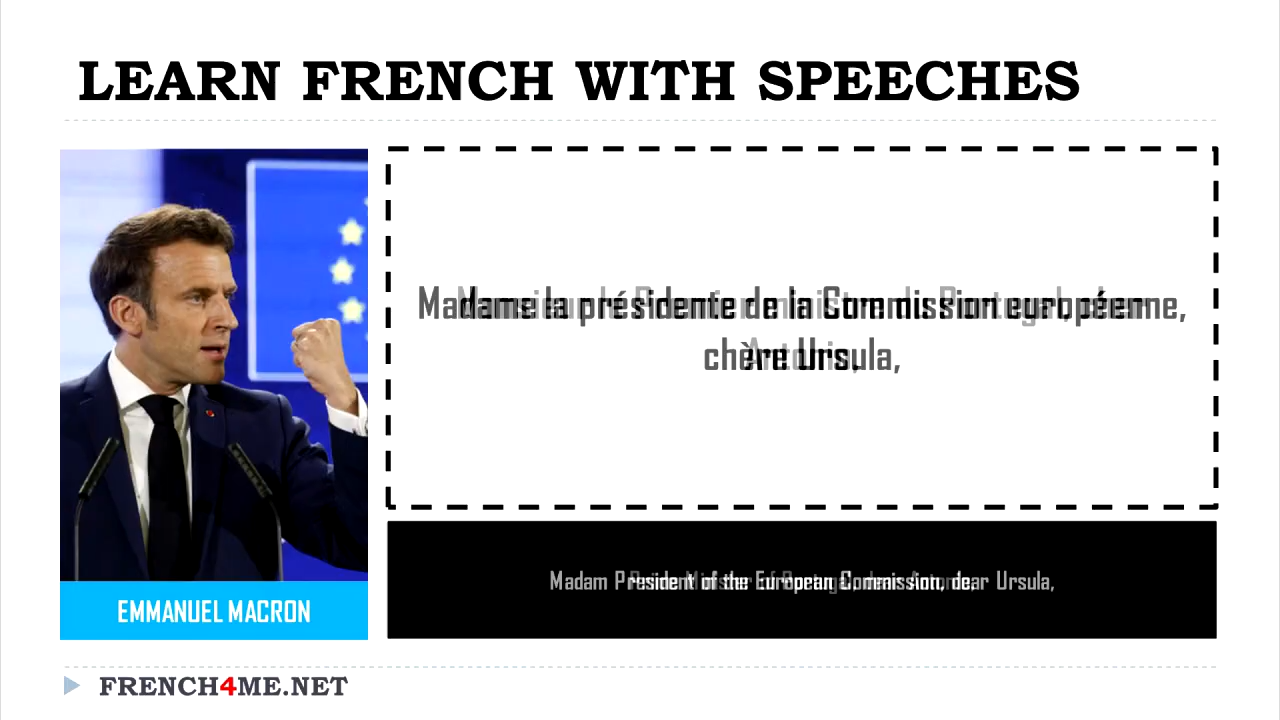 LEARN FRENCH WITH SPEECHES
Madame la présidente de la Commission européenne,
chère Ursula,
Madam President of the European Commission, dear Ursula,
EMMANUEL MACRON
FRENCH4ME.NET